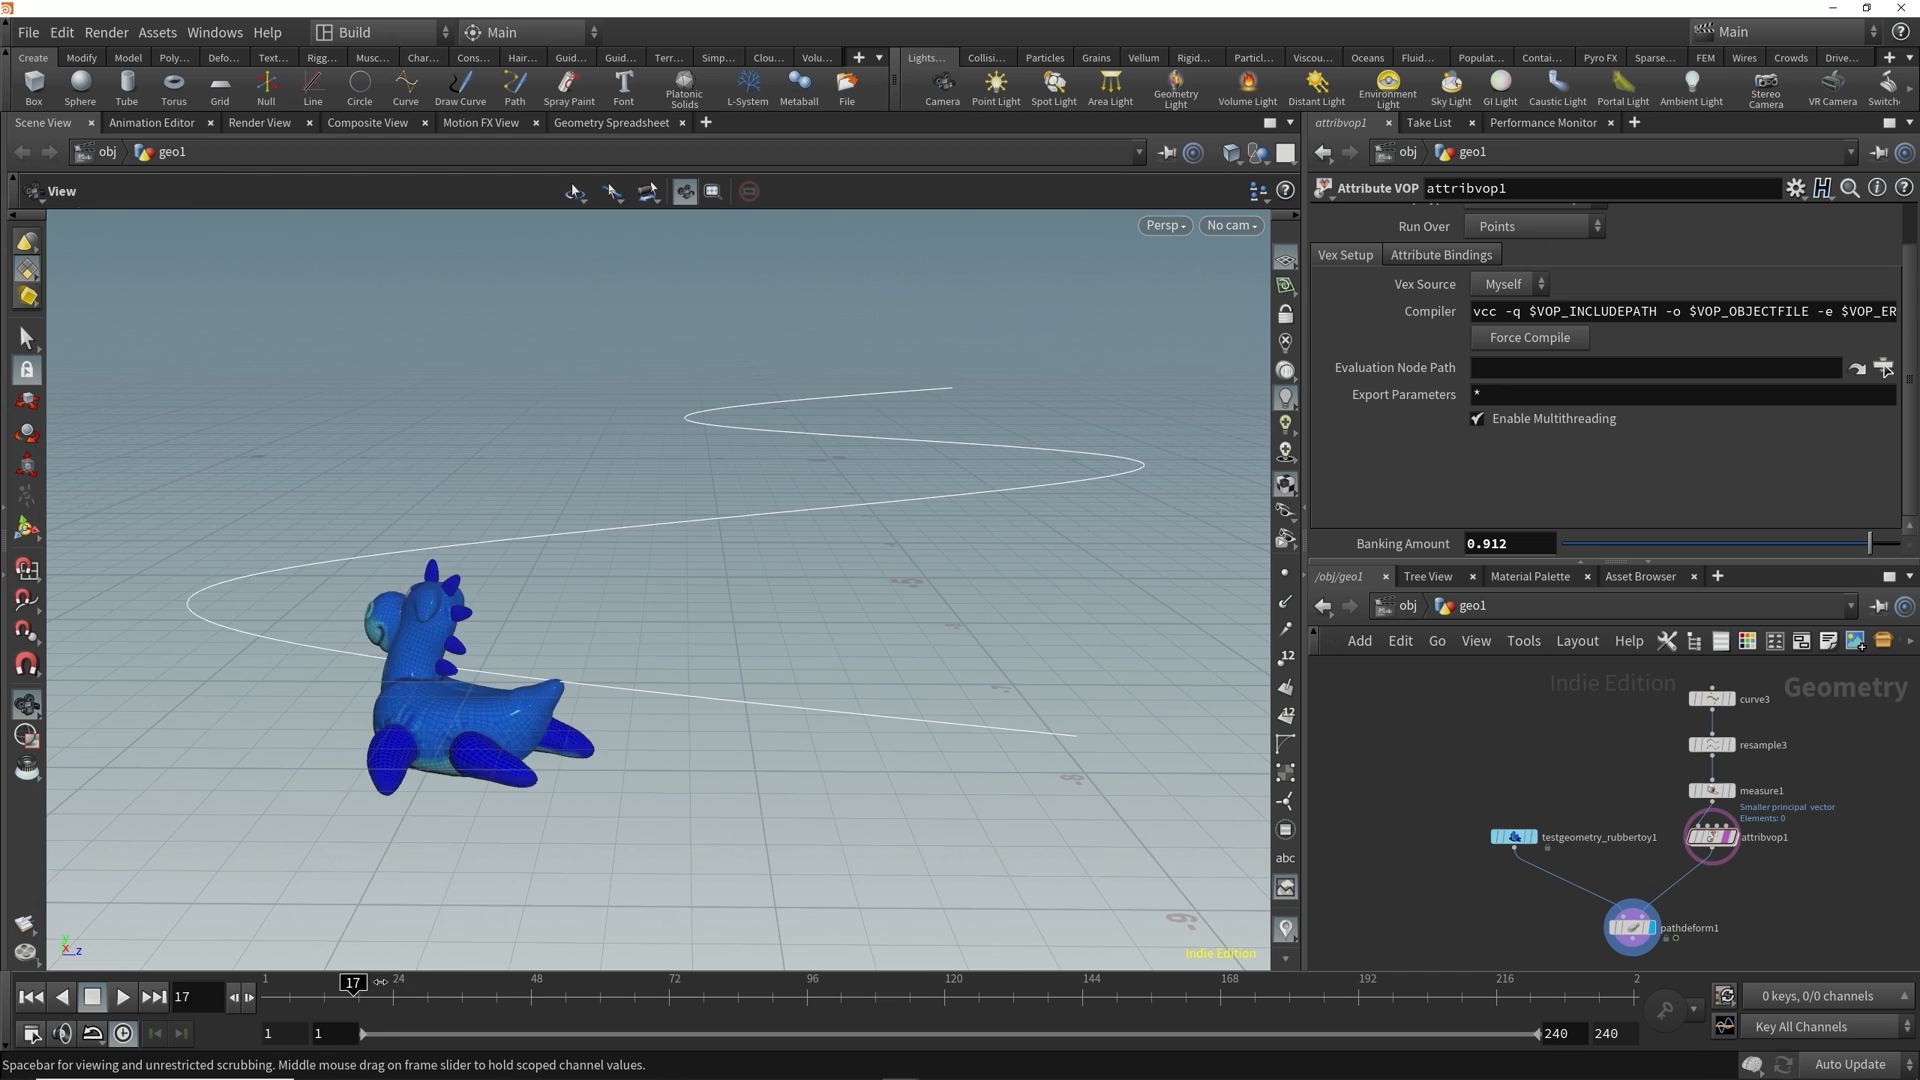 File Edit Render Assets Windows Help Build Main Main
Create Modify Model Poly... Defo... Text... Rigg... Musc... Char... Cons... Hair... Guid... Guid... Terr... Simp... Clou... Volu... Lights... Collisi... Particles Grains Vellum Rigid... Particl... Viscou... Oceans Fluid... Populat... Contai... Pyro FX Sparse... FEM Wires Crowds Drive...
Box Sphere Tube Torus Grid Null Line Circle Curve Draw Curve Path Spray Paint Font Platonic Solids L-System Metaball File Camera Point Light Spot Light Area Light Geometry Light Volume Light Distant Light Environment Light Sky Light GI Light Caustic Light Portal Light Ambient Light Stereo Camera VR Camera Switch
Scene View Animation Editor Render View Composite View Motion FX View Geometry Spreadsheet
attribvop1 Take List Performance Monitor
obj geo1
obj geo1
View
Persp No cam
Attribute VOP attribvop1
Run Over Points
Vex Setup Attribute Bindings
Vex Source Myself
Compiler vcc -q $VOP_INCLUDEPATH -o $VOP_OBJECTFILE -e $VOP_ER
Force Compile
Evaluation Node Path
Export Parameters *
Enable Multithreading
Banking Amount 0.912
/obj/geo1 Tree View Material Palette Asset Browser
obj geo1
Add Edit Go View Tools Layout Help
Indie Edition Geometry
curve3
resample3
measure1
Smaller principal vector
Elements: 0
testgeometry_rubbertoy1 attribvop1
pathdeform1
12
12
abc
y
x z
Indie Edition
17 1 17 24 48 72 96 120 144 168 192 216 2
0 keys, 0/0 channels
1 1 240 240
Key All Channels
Spacebar for viewing and unrestricted scrubbing. Middle mouse drag on frame slider to hold scoped channel values.
Auto Update